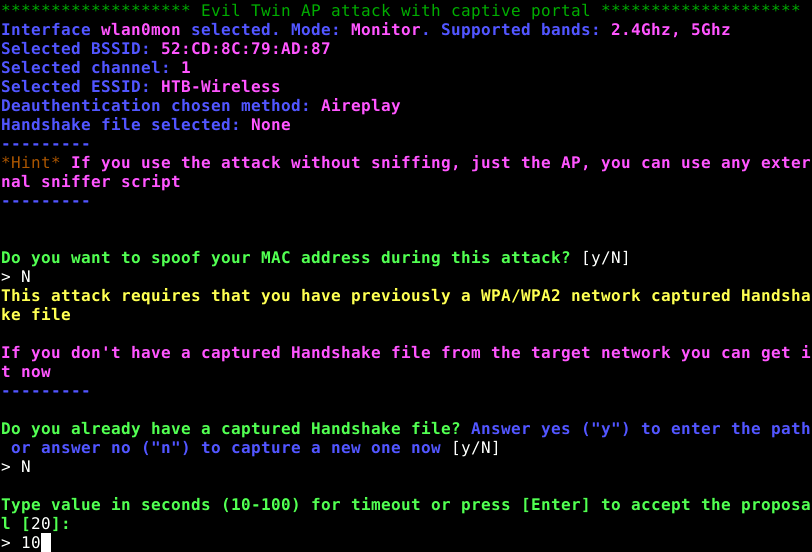 ******************* Evil Twin AP attack with captive portal ********************
Interface wlan0mon selected. Mode: Monitor. Supported bands: 2.4Ghz, 5Ghz
Selected BSSID: 52:CD:8C:79:AD:87
Selected channel: 1
Selected ESSID: HTB-Wireless
Deauthentication chosen method: Aireplay
Handshake file selected: None
---------
*Hint* If you use the attack without sniffing, just the AP, you can use any exter
nal sniffer script
---------
Do you want to spoof your MAC address during this attack? [y/N]
> N
This attack requires that you have previously a WPA/WPA2 network captured Handsha
ke file
If you don't have a captured Handshake file from the target network you can get i
t now
---------
Do you already have a captured Handshake file? Answer yes ("y") to enter the path
or answer no ("n") to capture a new one now [y/N]
> N
Type value in seconds (10-100) for timeout or press [Enter] to accept the proposa
l [20]:
> 10